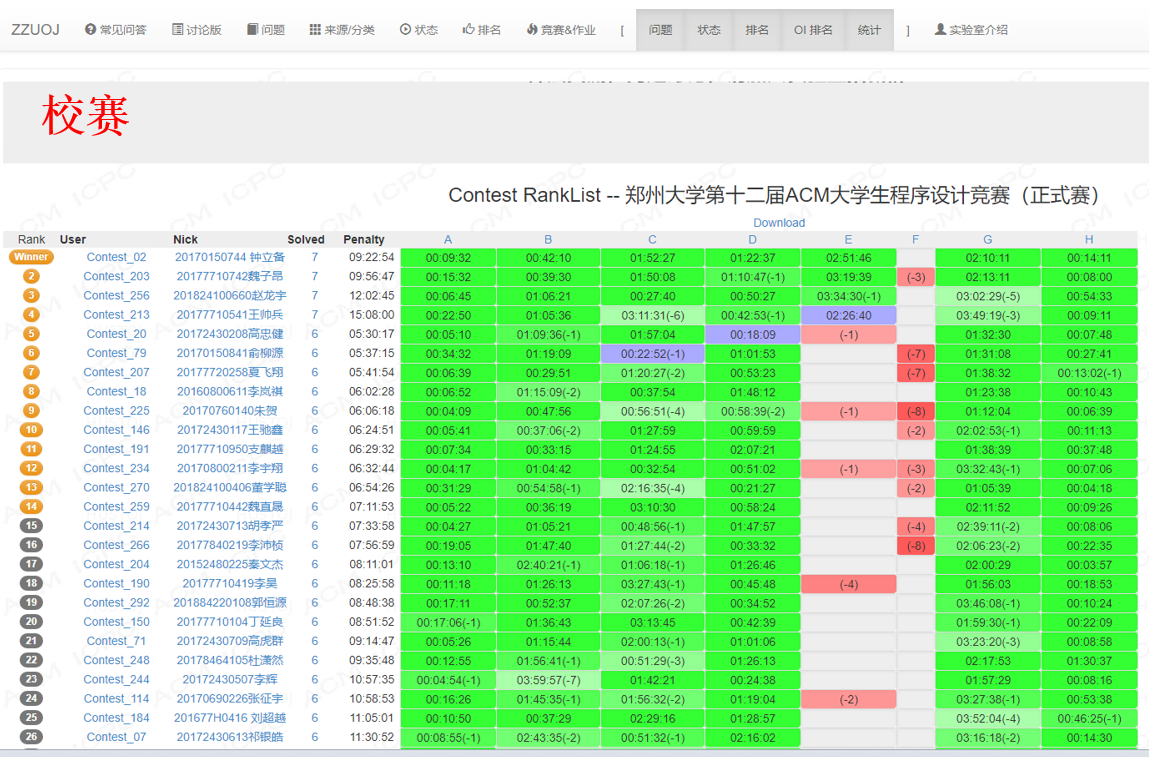 ZZUOJ 常见问答 讨论版 问题 来源/分类 状态 排名 竞赛&作业 [ 问题 状态 排名 OI 排名 统计 ] 实验室介绍
校赛
Contest RankList -- 郑州大学第十二届ACM大学生程序设计竞赛（正式赛）
Download
Rank User Nick Solved Penalty A B C D E F G H
Winner Contest_02 20170150744 钟立备 7 09:22:54 00:09:32 00:42:10 01:52:27 01:22:37 02:51:46 02:10:11 00:14:11
2 Contest_203 20177710742魏子昂 7 09:56:47 00:15:32 00:39:30 01:50:08 01:10:47(-1) 03:19:39 (-3) 02:13:11 00:08:00
3 Contest_256 201824100660赵龙宇 7 12:02:45 00:06:45 01:06:21 00:27:40 00:50:27 03:34:30(-1) 03:02:29(-5) 00:54:33
4 Contest_213 20177710541王帅兵 7 15:08:00 00:22:50 01:05:36 03:11:31(-6) 00:42:53(-1) 02:26:40 03:49:19(-3) 00:09:11
5 Contest_20 20172430208高忠健 6 05:30:17 00:05:10 01:09:36(-1) 01:57:04 00:18:09 (-1) 01:32:30 00:07:48
6 Contest_79 20170150841俞柳源 6 05:37:15 00:34:32 01:19:09 00:22:52(-1) 01:01:53 (-7) 01:31:08 00:27:41
7 Contest_207 20177720258夏飞翔 6 05:41:54 00:06:39 00:29:51 01:20:27(-2) 00:53:23 (-7) 01:38:32 00:13:02(-1)
8 Contest_18 20160800611李岚祺 6 06:02:28 00:06:52 01:15:09(-2) 00:37:54 01:48:12 01:23:38 00:10:43
9 Contest_225 20170760140朱贺 6 06:06:18 00:04:09 00:47:56 00:56:51(-4) 00:58:39(-2) (-1) (-8) 01:12:04 00:06:39
10 Contest_146 20172430117王驰鑫 6 06:24:51 00:05:41 00:37:06(-2) 01:27:59 00:59:59 (-2) 02:02:53(-1) 00:11:13
11 Contest_191 20177710950支麒越 6 06:29:32 00:07:34 00:33:15 01:24:55 02:07:21 01:38:39 00:37:48
12 Contest_234 20170800211李宇翔 6 06:32:44 00:04:17 01:04:42 00:32:54 00:51:02 (-1) (-3) 03:32:43(-1) 00:07:06
13 Contest_270 201824100406董学聪 6 06:54:26 00:31:29 00:54:58(-1) 02:16:35(-4) 00:21:27 (-2) 01:05:39 00:04:18
14 Contest_259 20177710442魏直晟 6 07:11:53 00:05:22 00:36:19 03:10:30 00:58:24 02:11:52 00:09:26
15 Contest_214 20172430713胡孝严 6 07:33:58 00:04:27 01:05:21 00:48:56(-1) 01:47:57 (-4) 02:39:11(-2) 00:08:06
16 Contest_266 20177840219李沛桢 6 07:56:59 00:19:05 01:47:40 01:27:44(-2) 00:33:32 (-8) 02:06:23(-2) 00:22:35
17 Contest_204 20152480225秦文杰 6 08:11:01 00:13:10 02:40:21(-1) 01:06:18(-1) 01:26:46 02:00:29 00:03:57
18 Contest_190 20177710419李昊 6 08:25:58 00:11:18 01:26:13 03:27:43(-1) 00:45:48 (-4) 01:56:03 00:18:53
19 Contest_292 201884220108郭恒源 6 08:48:38 00:17:11 00:52:37 02:07:26(-2) 00:34:52 03:46:08(-1) 00:10:24
20 Contest_150 20177710104丁延良 6 08:51:52 00:17:06(-1) 01:36:43 03:13:45 00:42:39 01:59:30(-1) 00:22:09
21 Contest_71 20172430709高虎群 6 09:14:47 00:05:26 01:15:44 02:00:13(-1) 01:01:06 03:23:20(-3) 00:08:58
22 Contest_248 20178464105杜潇然 6 09:35:48 00:12:55 01:56:41(-1) 00:51:29(-3) 01:26:13 02:17:53 01:30:37
23 Contest_244 20172430507李辉 6 10:57:35 00:04:54(-1) 03:59:57(-7) 01:42:21 00:24:38 01:57:29 00:08:16
24 Contest_114 20170690226张征宇 6 10:58:53 00:16:26 01:45:35(-1) 01:56:32(-2) 01:19:04 (-2) 03:27:38(-1) 00:53:38
25 Contest_184 201677H0416 刘超越 6 11:05:01 00:10:50 00:37:29 02:29:16 01:28:57 03:52:04(-4) 00:46:25(-1)
26 Contest_07 20172430613祁银皓 6 11:30:52 00:08:55(-1) 02:43:35(-2) 00:51:32(-1) 02:16:02 03:16:18(-2) 00:14:30